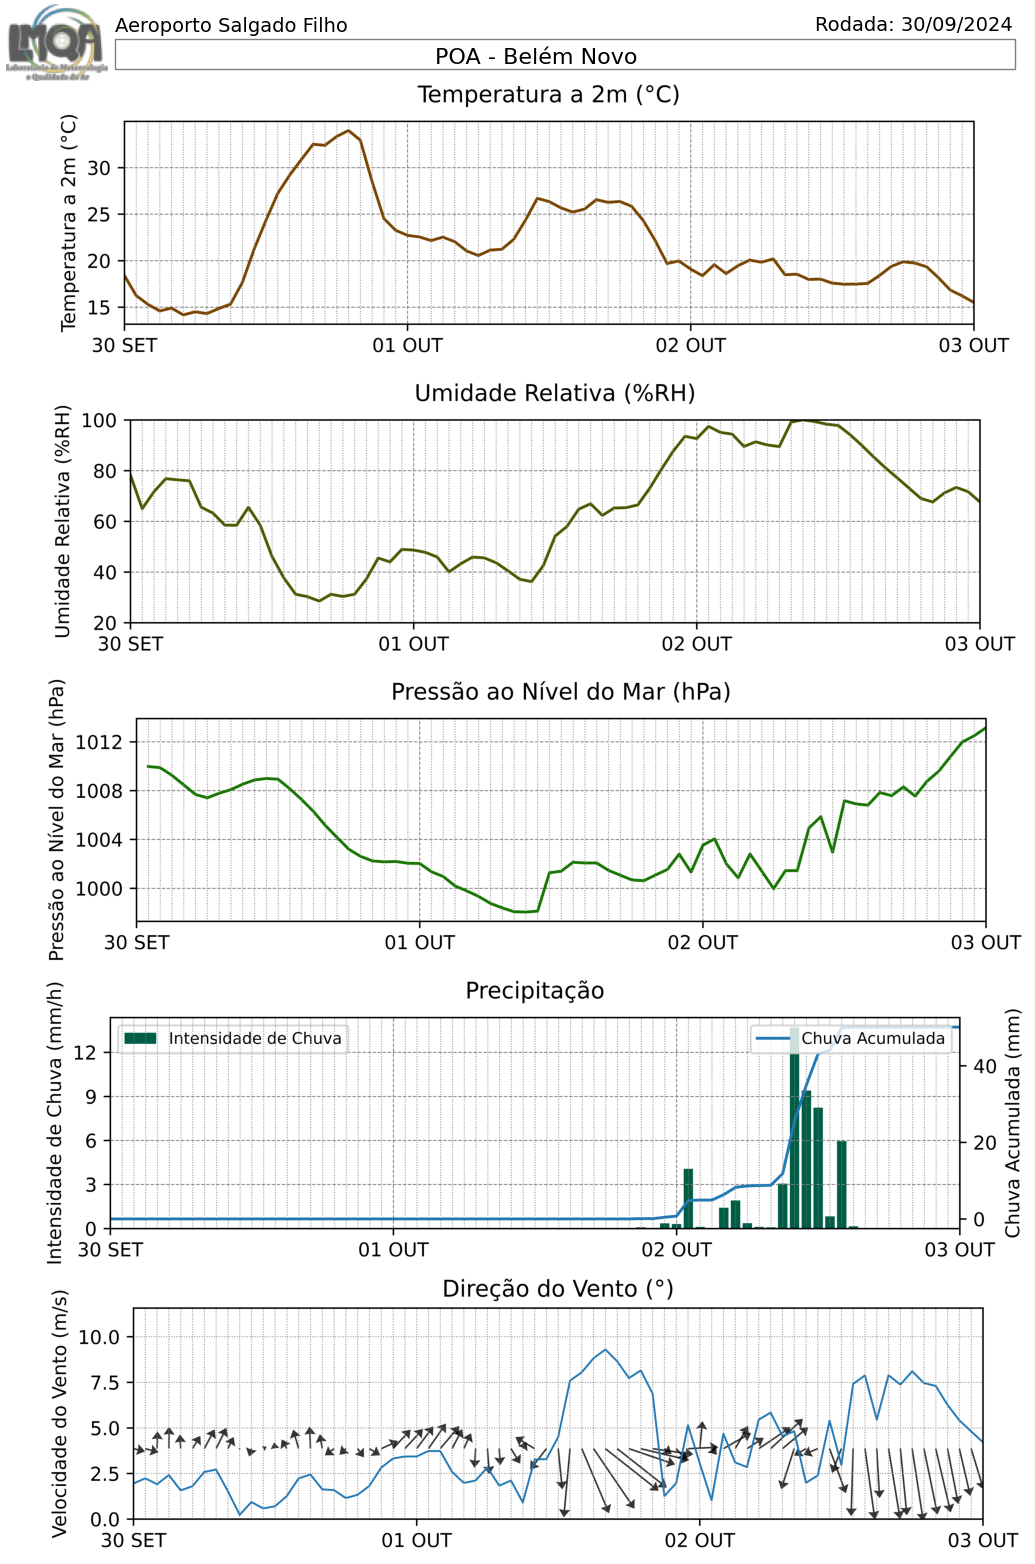 LMQA
Laboratório de Meteorologia
e Qualidade do Ar
Aeroporto Salgado Filho
Rodada: 30/09/2024
POA - Belém Novo
Temperatura a 2m (°C)
Temperatura a 2m (°C)
30
25
20
15
30 SET
01 OUT
02 OUT
03 OUT
Umidade Relativa (%RH)
Umidade Relativa (%RH)
100
80
60
40
20
30 SET
01 OUT
02 OUT
03 OUT
Pressão ao Nível do Mar (hPa)
Pressão ao Nível do Mar (hPa)
1012
1008
1004
1000
30 SET
01 OUT
02 OUT
03 OUT
Precipitação
Intensidade de Chuva (mm/h)
Intensidade de Chuva
Chuva Acumulada
12
9
6
3
0
40
20
0
Chuva Acumulada (mm)
30 SET
01 OUT
02 OUT
03 OUT
Direção do Vento (°)
Velocidade do Vento (m/s)
10.0
7.5
5.0
2.5
0.0
30 SET
01 OUT
02 OUT
03 OUT